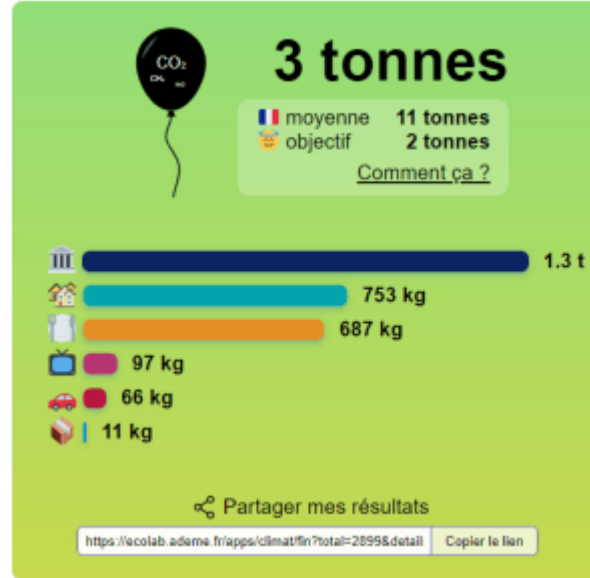 CO₂
CH₄
3 tonnes
moyenne 11 tonnes
objectif 2 tonnes
Comment ça ?
1.3 t
753 kg
687 kg
97 kg
66 kg
11 kg
Partager mes résultats
https://ecolab.ademe.fr/apps/climat/fin?total=2899&detail Copier le lien